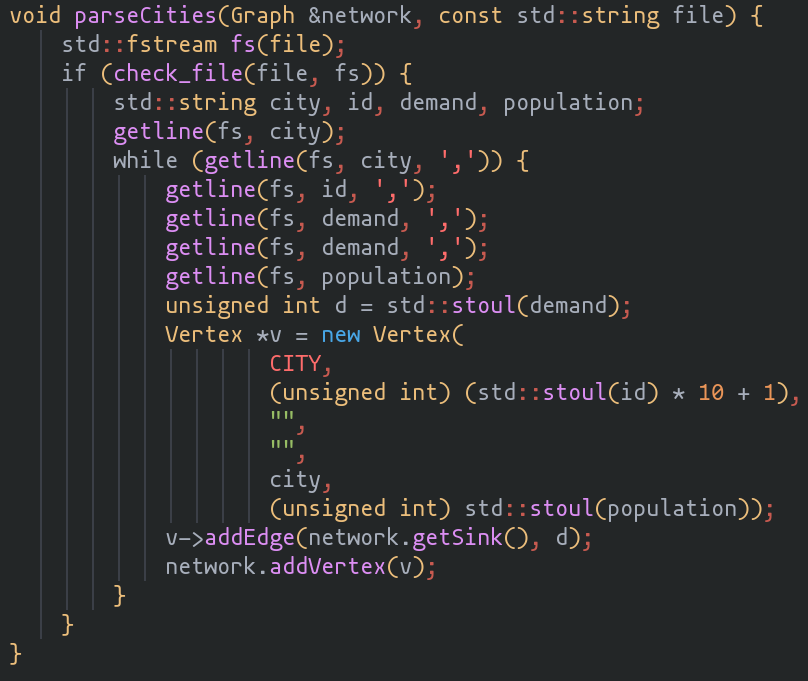 void parseCities(Graph &network, const std::string file) {
    std::fstream fs(file);
    if (check_file(file, fs)) {
        std::string city, id, demand, population;
        getline(fs, city);
        while (getline(fs, city, ',')) {
            getline(fs, id, ',');
            getline(fs, demand, ',');
            getline(fs, demand, ',');
            getline(fs, population);
            unsigned int d = std::stoul(demand);
            Vertex *v = new Vertex(
                    CITY,
                    (unsigned int) (std::stoul(id) * 10 + 1),
                    "",
                    "",
                    city,
                    (unsigned int) std::stoul(population));
            v->addEdge(network.getSink(), d);
            network.addVertex(v);
        }
    }
}